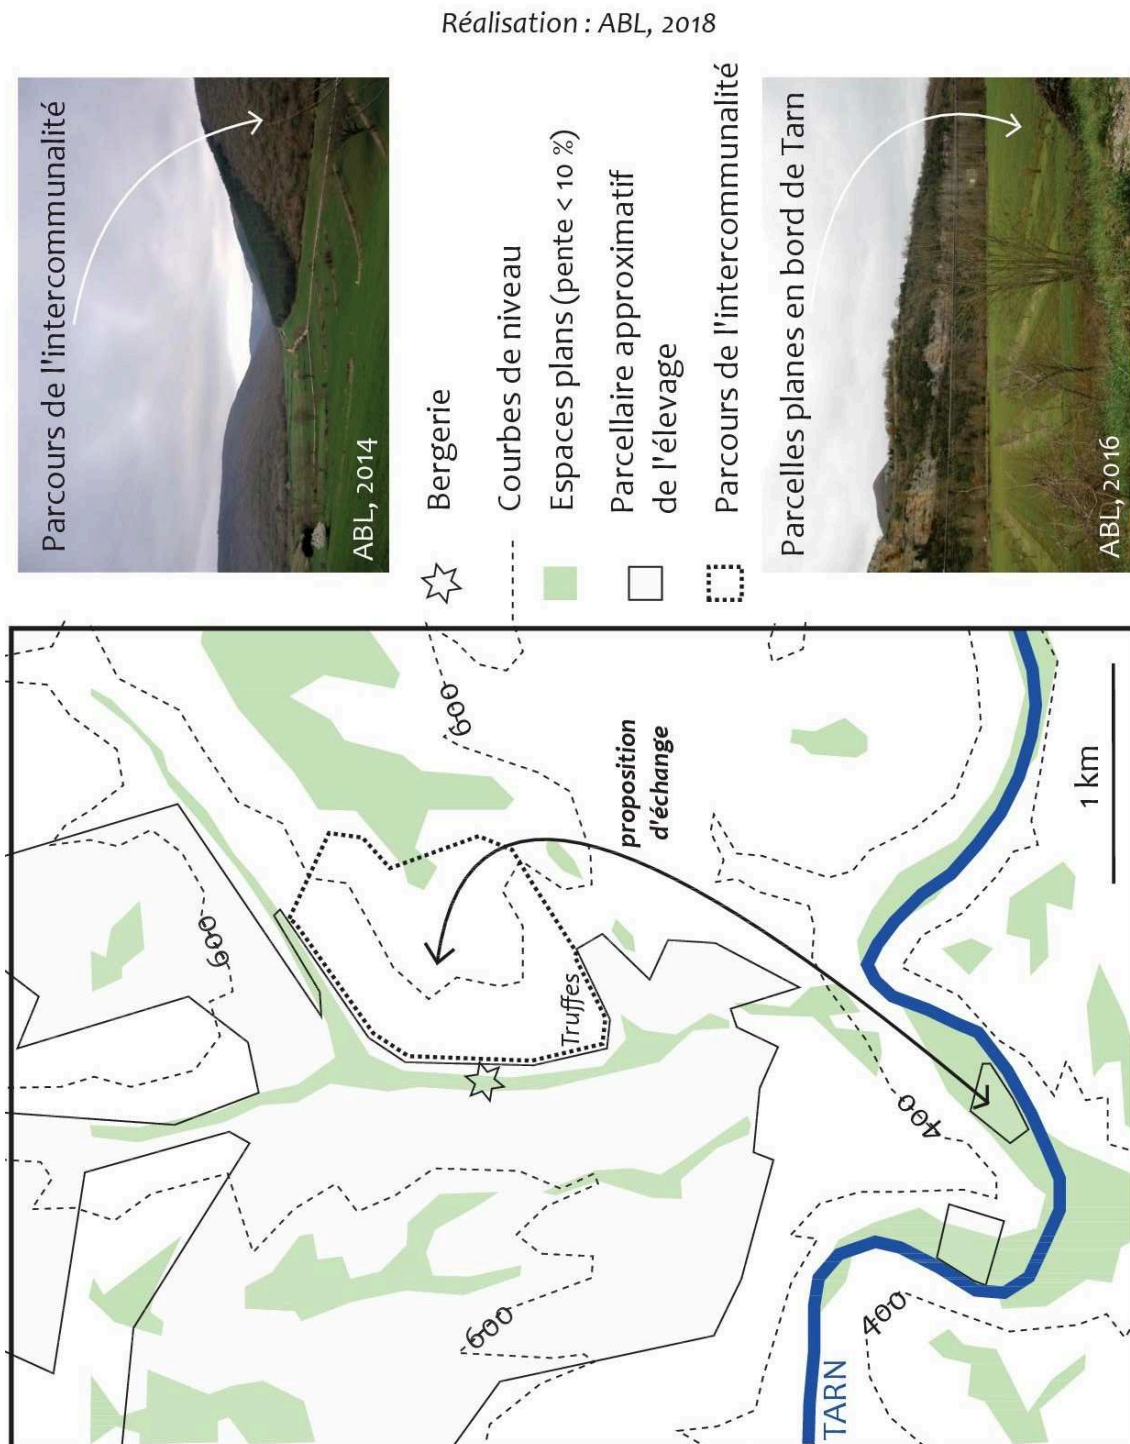 Réalisation : ABL, 2018
Parcours de l'intercommunalité
ABL, 2014
Bergerie
Courbes de niveau
Espaces plans (pente < 10 %)
Parcellaire approximatif
de l'élevage
Parcours de l'intercommunalité
Parcelles planes en bord de Tarn
ABL, 2016
600
600
600
proposition
d'échange
Truffes
400
400
TARN
1 km